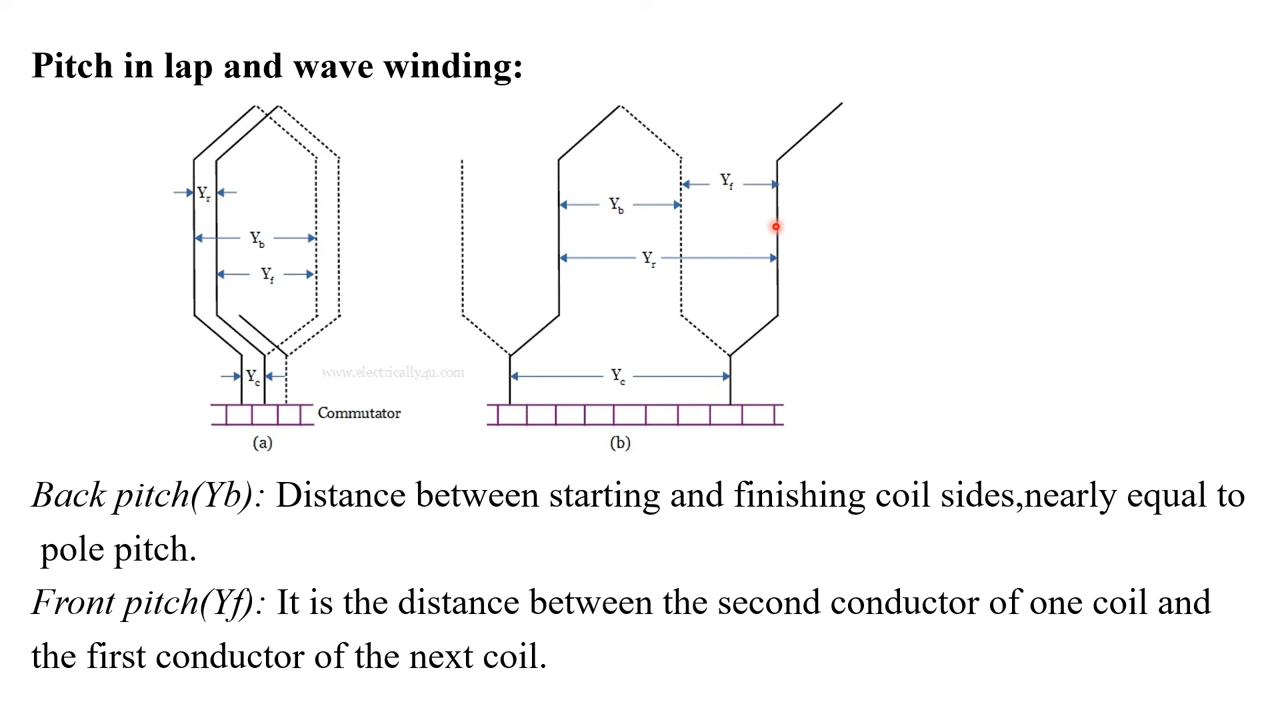 Pitch in lap and wave winding:
Yr
Yb
Yf
Yc
www.electrically4u.com
Commutator
(a)
Yf
Yb
Yr
Yc
(b)
Back pitch(Yb): Distance between starting and finishing coil sides,nearly equal to
pole pitch.
Front pitch(Yf): It is the distance between the second conductor of one coil and
the first conductor of the next coil.